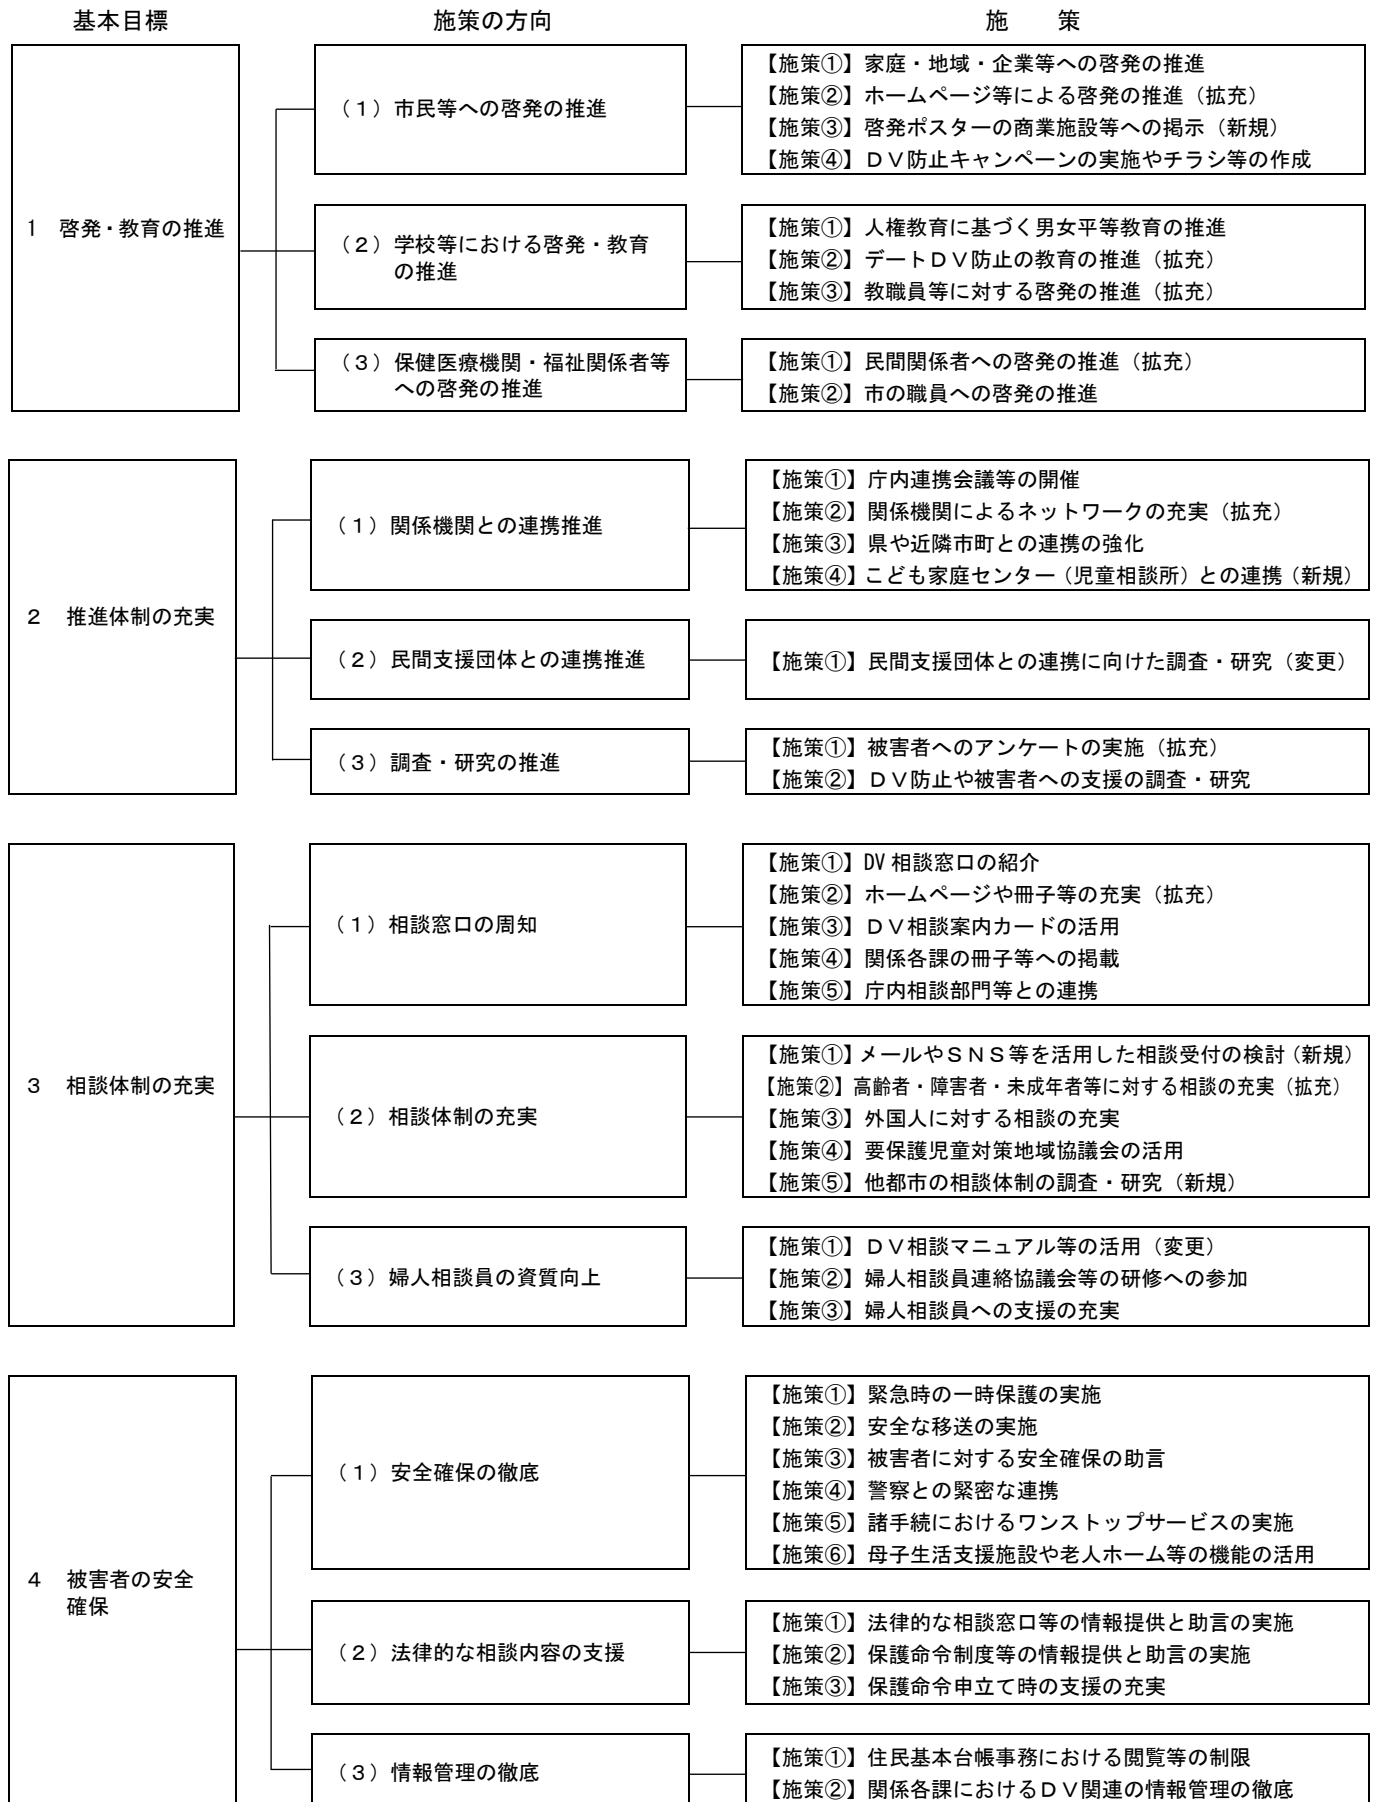 基本目標
施策の方向
施　策
1 啓発・教育の推進
（１）市民等への啓発の推進
【施策①】家庭・地域・企業等への啓発の推進
【施策②】ホームページ等による啓発の推進（拡充）
【施策③】啓発ポスターの商業施設等への掲示（新規）
【施策④】ＤＶ防止キャンペーンの実施やチラシ等の作成
（２）学校等における啓発・教育
の推進
【施策①】人権教育に基づく男女平等教育の推進
【施策②】デートＤＶ防止の教育の推進（拡充）
【施策③】教職員等に対する啓発の推進（拡充）
（３）保健医療機関・福祉関係者等
への啓発の推進
【施策①】民間関係者への啓発の推進（拡充）
【施策②】市の職員への啓発の推進
２ 推進体制の充実
（１）関係機関との連携推進
【施策①】庁内連携会議等の開催
【施策②】関係機関によるネットワークの充実（拡充）
【施策③】県や近隣市町との連携の強化
【施策④】こども家庭センター（児童相談所）との連携（新規）
（２）民間支援団体との連携推進
【施策①】民間支援団体との連携に向けた調査・研究（変更）
（３）調査・研究の推進
【施策①】被害者へのアンケートの実施（拡充）
【施策②】ＤＶ防止や被害者への支援の調査・研究
３ 相談体制の充実
（１）相談窓口の周知
【施策①】DV相談窓口の紹介
【施策②】ホームページや冊子等の充実（拡充）
【施策③】ＤＶ相談案内カードの活用
【施策④】関係各課の冊子等への掲載
【施策⑤】庁内相談部門等との連携
（２）相談体制の充実
【施策①】メールやＳＮＳ等を活用した相談受付の検討（新規）
【施策②】高齢者・障害者・未成年者等に対する相談の充実（拡充）
【施策③】外国人に対する相談の充実
【施策④】要保護児童対策地域協議会の活用
【施策⑤】他都市の相談体制の調査・研究（新規）
（３）婦人相談員の資質向上
【施策①】ＤＶ相談マニュアル等の活用（変更）
【施策②】婦人相談員連絡協議会等の研修への参加
【施策③】婦人相談員への支援の充実
４ 被害者の安全
確保
（１）安全確保の徹底
【施策①】緊急時の一時保護の実施
【施策②】安全な移送の実施
【施策③】被害者に対する安全確保の助言
【施策④】警察との緊密な連携
【施策⑤】諸手続におけるワンストップサービスの実施
【施策⑥】母子生活支援施設や老人ホーム等の機能の活用
（２）法律的な相談内容の支援
【施策①】法律的な相談窓口等の情報提供と助言の実施
【施策②】保護命令制度等の情報提供と助言の実施
【施策③】保護命令申立て時の支援の充実
（３）情報管理の徹底
【施策①】住民基本台帳事務における閲覧等の制限
【施策②】関係各課におけるＤＶ関連の情報管理の徹底